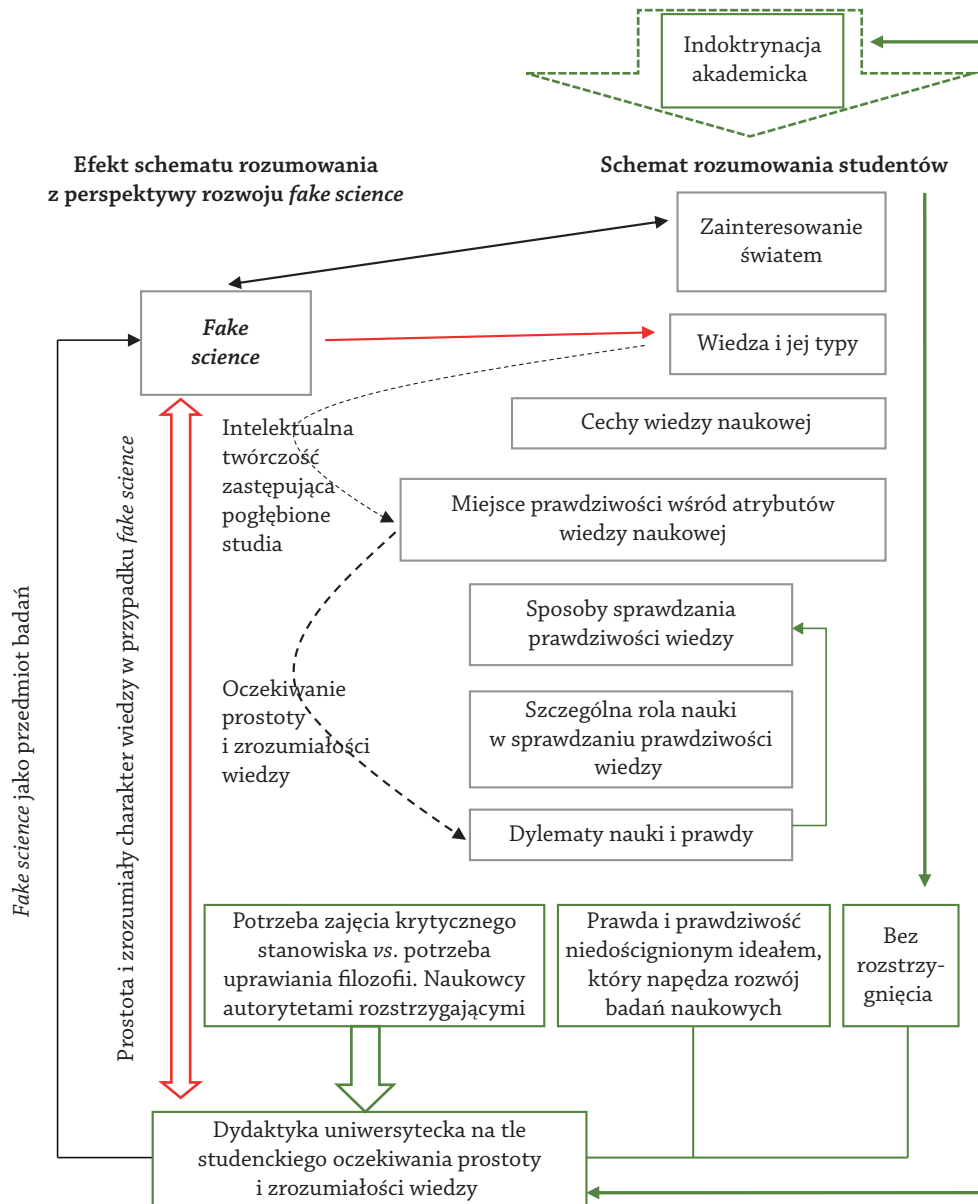 Indoktrynacja
akademicka
Efekt schematu rozumowania
z perspektywy rozwoju fake science
Schemat rozumowania studentów
Zainteresowanie
światem
Fake
science
Wiedza i jej typy
Cechy wiedzy naukowej
Intelektualna
twórczość
zastępująca
pogłębione
studia
Miejsce prawdziwości wśród atrybutów
wiedzy naukowej
Sposoby sprawdzania
prawdziwości wiedzy
Oczekiwanie
prostoty
i zrozumiałości
wiedzy
Szczególna rola nauki
w sprawdzaniu prawdziwości
wiedzy
Dylematy nauki i prawdy
Fake science jako przedmiot badań
Prostota i zrozumiały charakter wiedzy w przypadku fake science
Potrzeba zajęcia krytycznego
stanowiska vs. potrzeba
uprawiania filozofii. Naukowcy
autorytetami rozstrzygającymi
Prawda i prawdziwość
niedoścignionym ideałem,
który napędza rozwój
badań naukowych
Bez
rozstrzy-
gnięcia
Dydaktyka uniwersytecka na tle
studenckiego oczekiwania prostoty
i zrozumiałości wiedzy